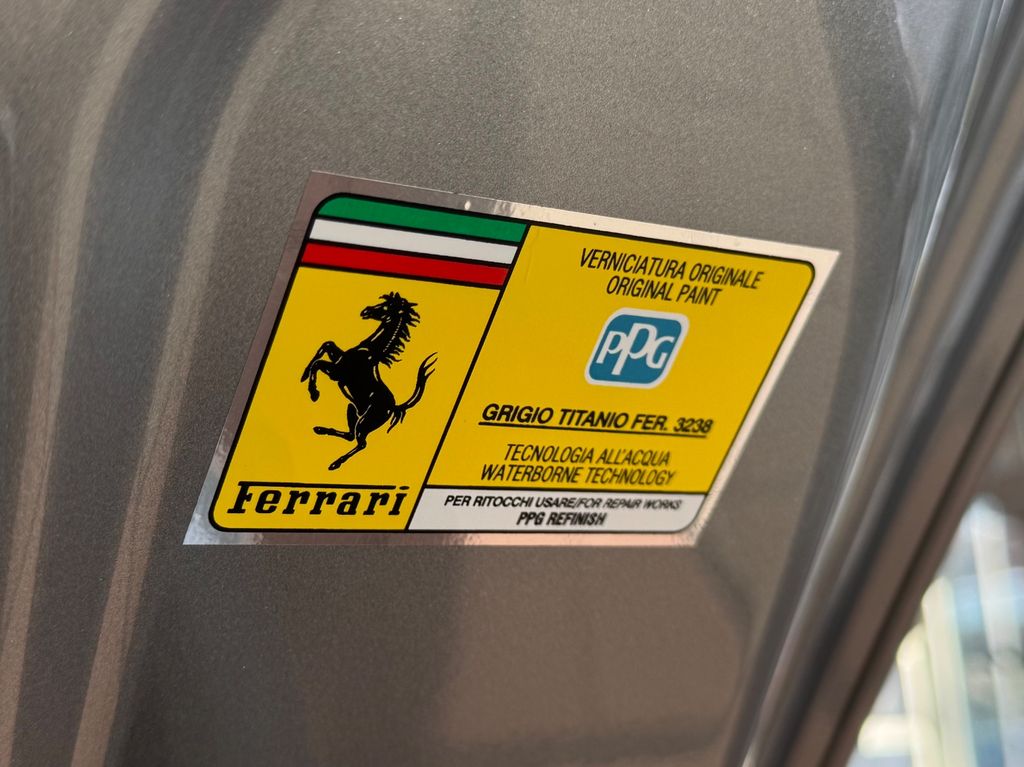 Ferrari
VERNICIATURA ORIGINALE
ORIGINAL PAINT
PPG
GRIGIO TITANIO FER. 3238
TECNOLOGIA ALL'ACQUA
WATERBORNE TECHNOLOGY
PER RITOCCHI USARE/FOR REPAIR WORKS
PPG REFINISH